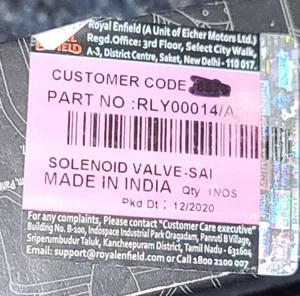 Royal Enfield (A Unit of Eicher Motors Ltd.)
Regd.Office: 3rd Floor, Select City Walk,
A-3, District Centre, Saket, New Delhi - 110 017.
ENFIELD
CUSTOMER CODE
PART NO :RLY00014/A
SOLENOID VALVE-SAI
MADE IN INDIA Qty 1NOS
Pkd Dt : 12/2020
For any complaints, Please contact "Customer Care executive"
Building No. B-100, Indospace Industrial Park Oragadam, Panruti B Village,
Sriperumbudur Taluk, Kancheepuram District, Tamil Nadu - 631604
Email: support@royalenfield.com or Call 1800 2100 007